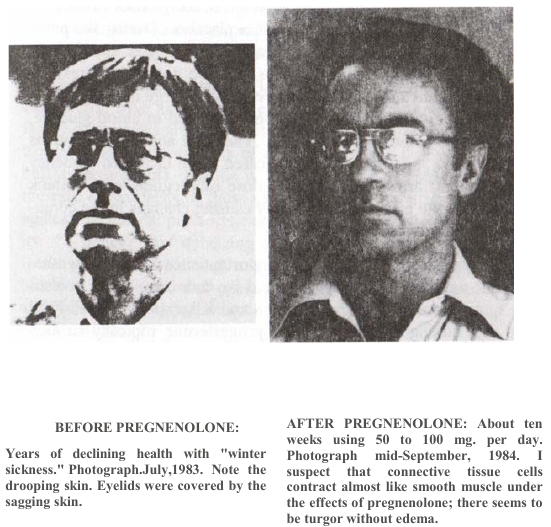 BEFORE PREGNENOLONE:
Years of declining health with "winter
sickness." Photograph.July,1983. Note the
drooping skin. Eyelids were covered by the
sagging skin.
AFTER PREGNENOLONE: About ten
weeks using 50 to 100 mg. per day.
Photograph mid-September, 1984. I
suspect that connective tissue cells
contract almost like smooth muscle under
the effects of pregnenolone; there seems to
be turgor without edema.